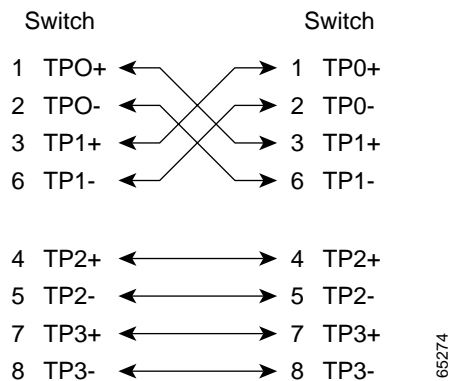 Switch Switch
1 TPO+ 1 TP0+
2 TPO- 2 TP0-
3 TP1+ 3 TP1+
6 TP1- 6 TP1-
4 TP2+ 4 TP2+
5 TP2- 5 TP2-
7 TP3+ 7 TP3+
8 TP3- 8 TP3-
65274